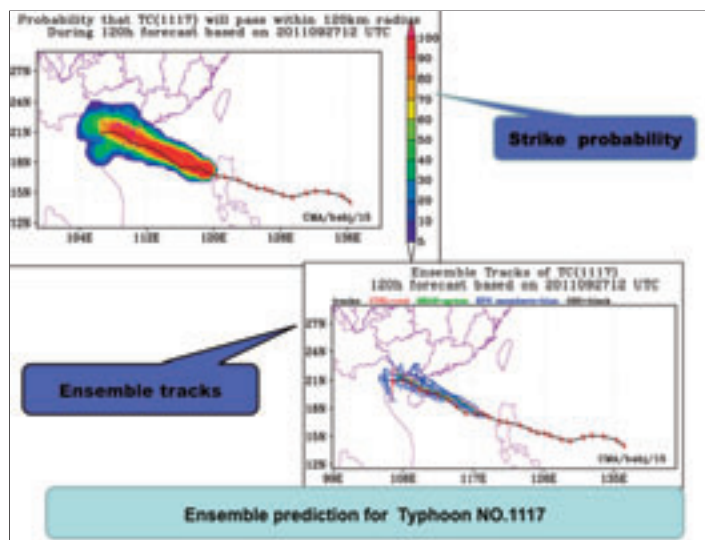 Probability that TC(1117) will pass within 120km radius
During 120h forecast based on 2011092712 UTC
27N
24N
21N
18N
15N
12N
104E
112E
120E
128E
136E
CMA/babj/15
100
90
80
70
60
50
40
30
20
10
5
Strike probability
Ensemble Tracks of TC(1117)
120h forecast based on 2011092712 UTC
27N
24N
21N
18N
15N
12N
99E
108E
117E
126E
135E
CMA/babj/15
Ensemble tracks
Ensemble prediction for Typhoon NO.1117